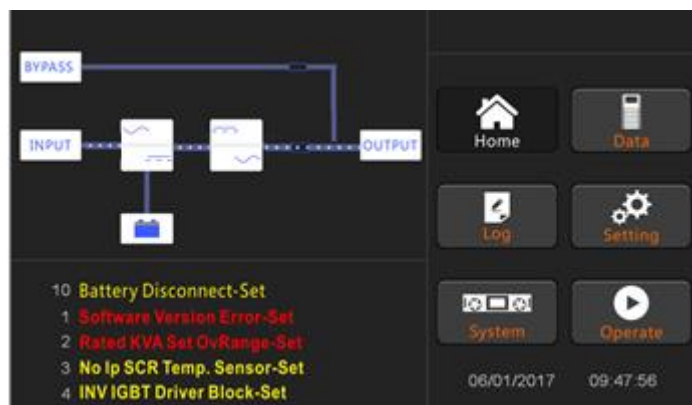 BYPASS
INPUT
OUTPUT
Home
Data
Log
Setting
System
Operate
10 Battery Disconnect-Set
1 Software Version Error-Set
2 Rated KVA Set OvRange-Set
3 No Ip SCR Temp. Sensor-Set
4 INV IGBT Driver Block-Set
06/01/2017 09:47:56